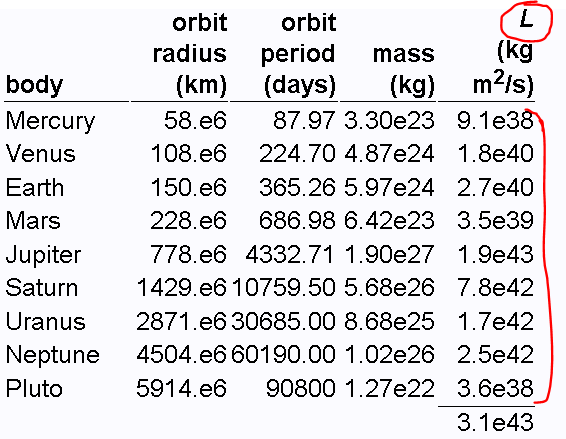 orbit orbit L
radius period mass (kg
body (km) (days) (kg) m²/s)
Mercury 58.e6 87.97 3.30e23 9.1e38
Venus 108.e6 224.70 4.87e24 1.8e40
Earth 150.e6 365.26 5.97e24 2.7e40
Mars 228.e6 686.98 6.42e23 3.5e39
Jupiter 778.e6 4332.71 1.90e27 1.9e43
Saturn 1429.e6 10759.50 5.68e26 7.8e42
Uranus 2871.e6 30685.00 8.68e25 1.7e42
Neptune 4504.e6 60190.00 1.02e26 2.5e42
Pluto 5914.e6 90800 1.27e22 3.6e38
3.1e43